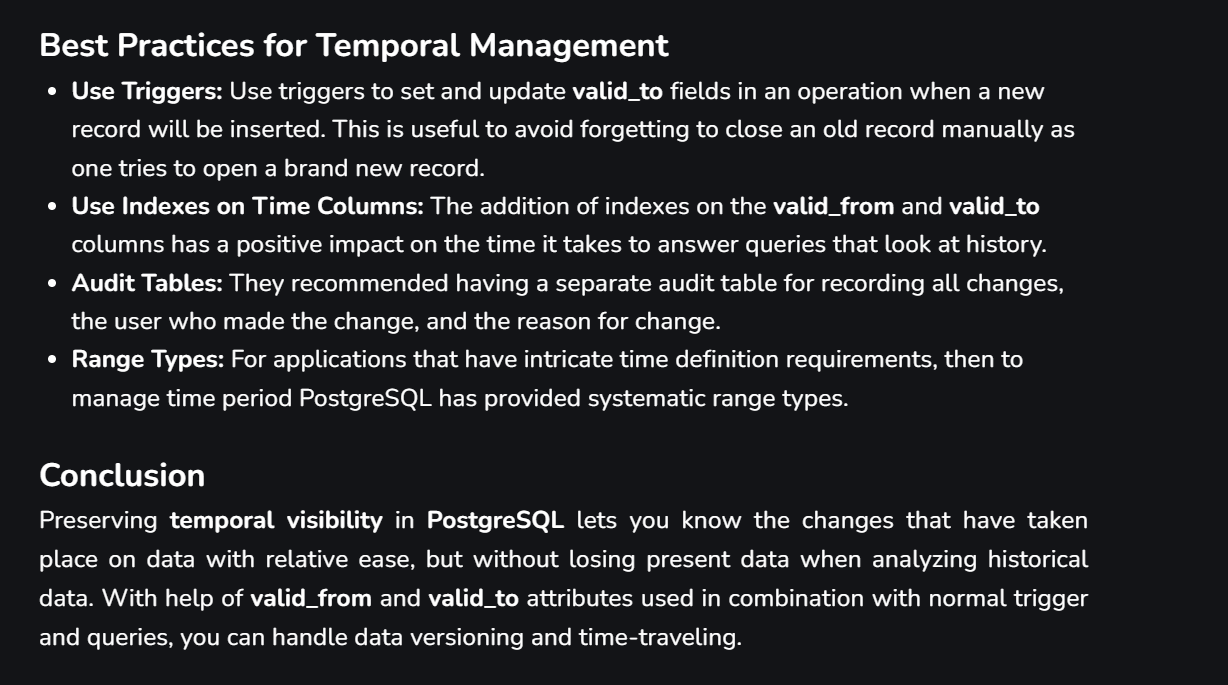 Best Practices for Temporal Management
• Use Triggers: Use triggers to set and update valid_to fields in an operation when a new
record will be inserted. This is useful to avoid forgetting to close an old record manually as
one tries to open a brand new record.
• Use Indexes on Time Columns: The addition of indexes on the valid_from and valid_to
columns has a positive impact on the time it takes to answer queries that look at history.
• Audit Tables: They recommended having a separate audit table for recording all changes,
the user who made the change, and the reason for change.
• Range Types: For applications that have intricate time definition requirements, then to
manage time period PostgreSQL has provided systematic range types.
Conclusion
Preserving temporal visibility in PostgreSQL lets you know the changes that have taken
place on data with relative ease, but without losing present data when analyzing historical
data. With help of valid_from and valid_to attributes used in combination with normal trigger
and queries, you can handle data versioning and time-traveling.